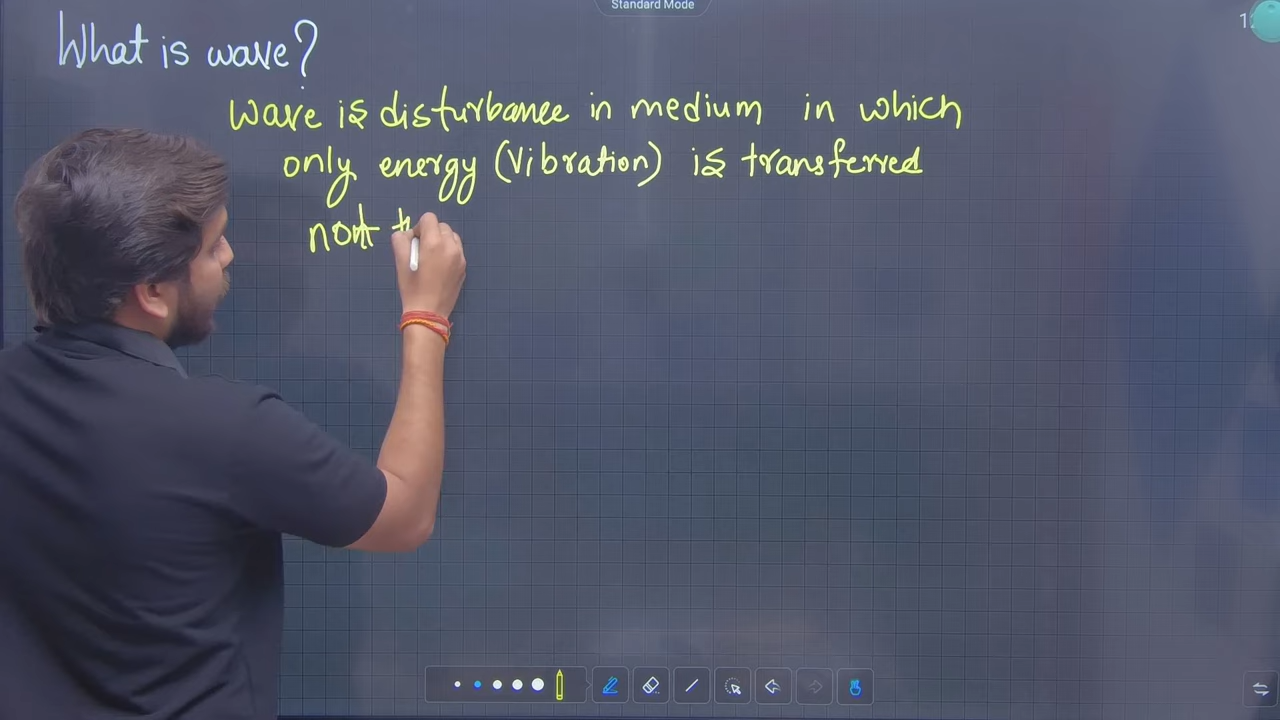 Standard Mode
What is wave?
Wave is disturbance in medium in which
only energy (Vibration) is transferred
not